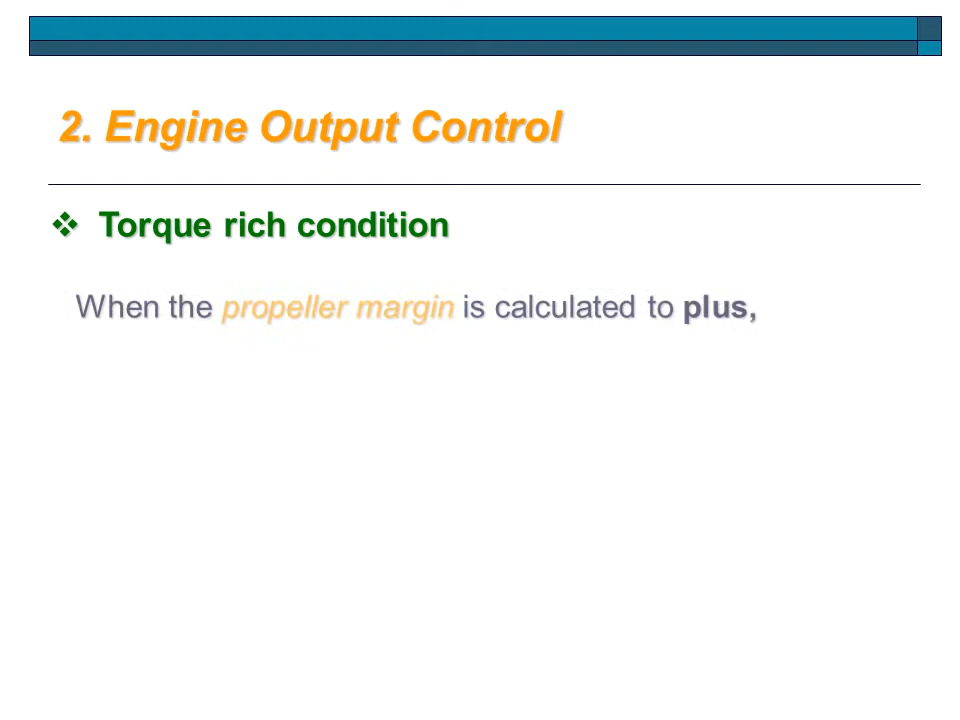 2. Engine Output Control
❖ Torque rich condition
When the propeller margin is calculated to plus,